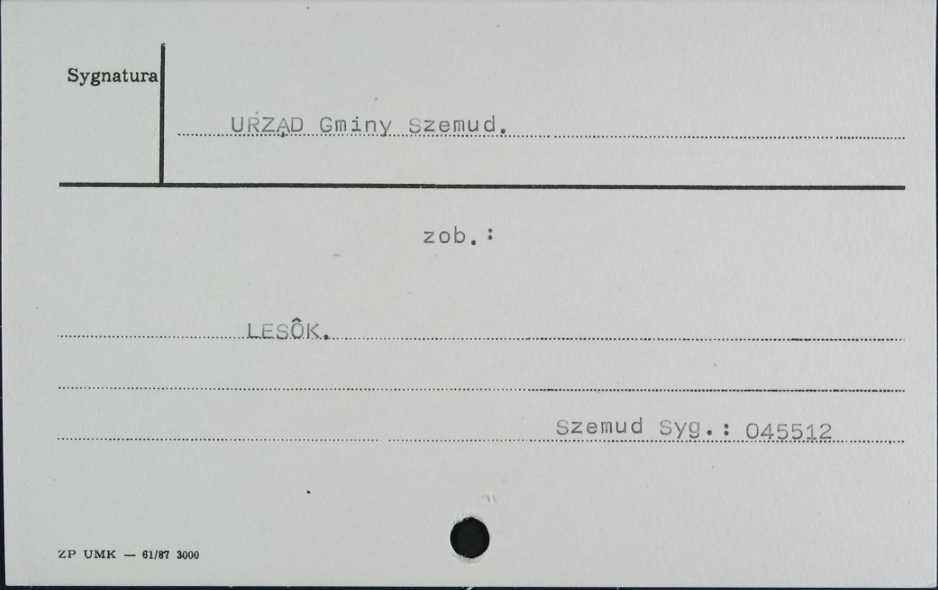 Sygnatura
URZĄD Gminy Szemud.
zob.:
LESÔK.
Szemud Syg.: 045512
ZP UMK — 61/87 3000